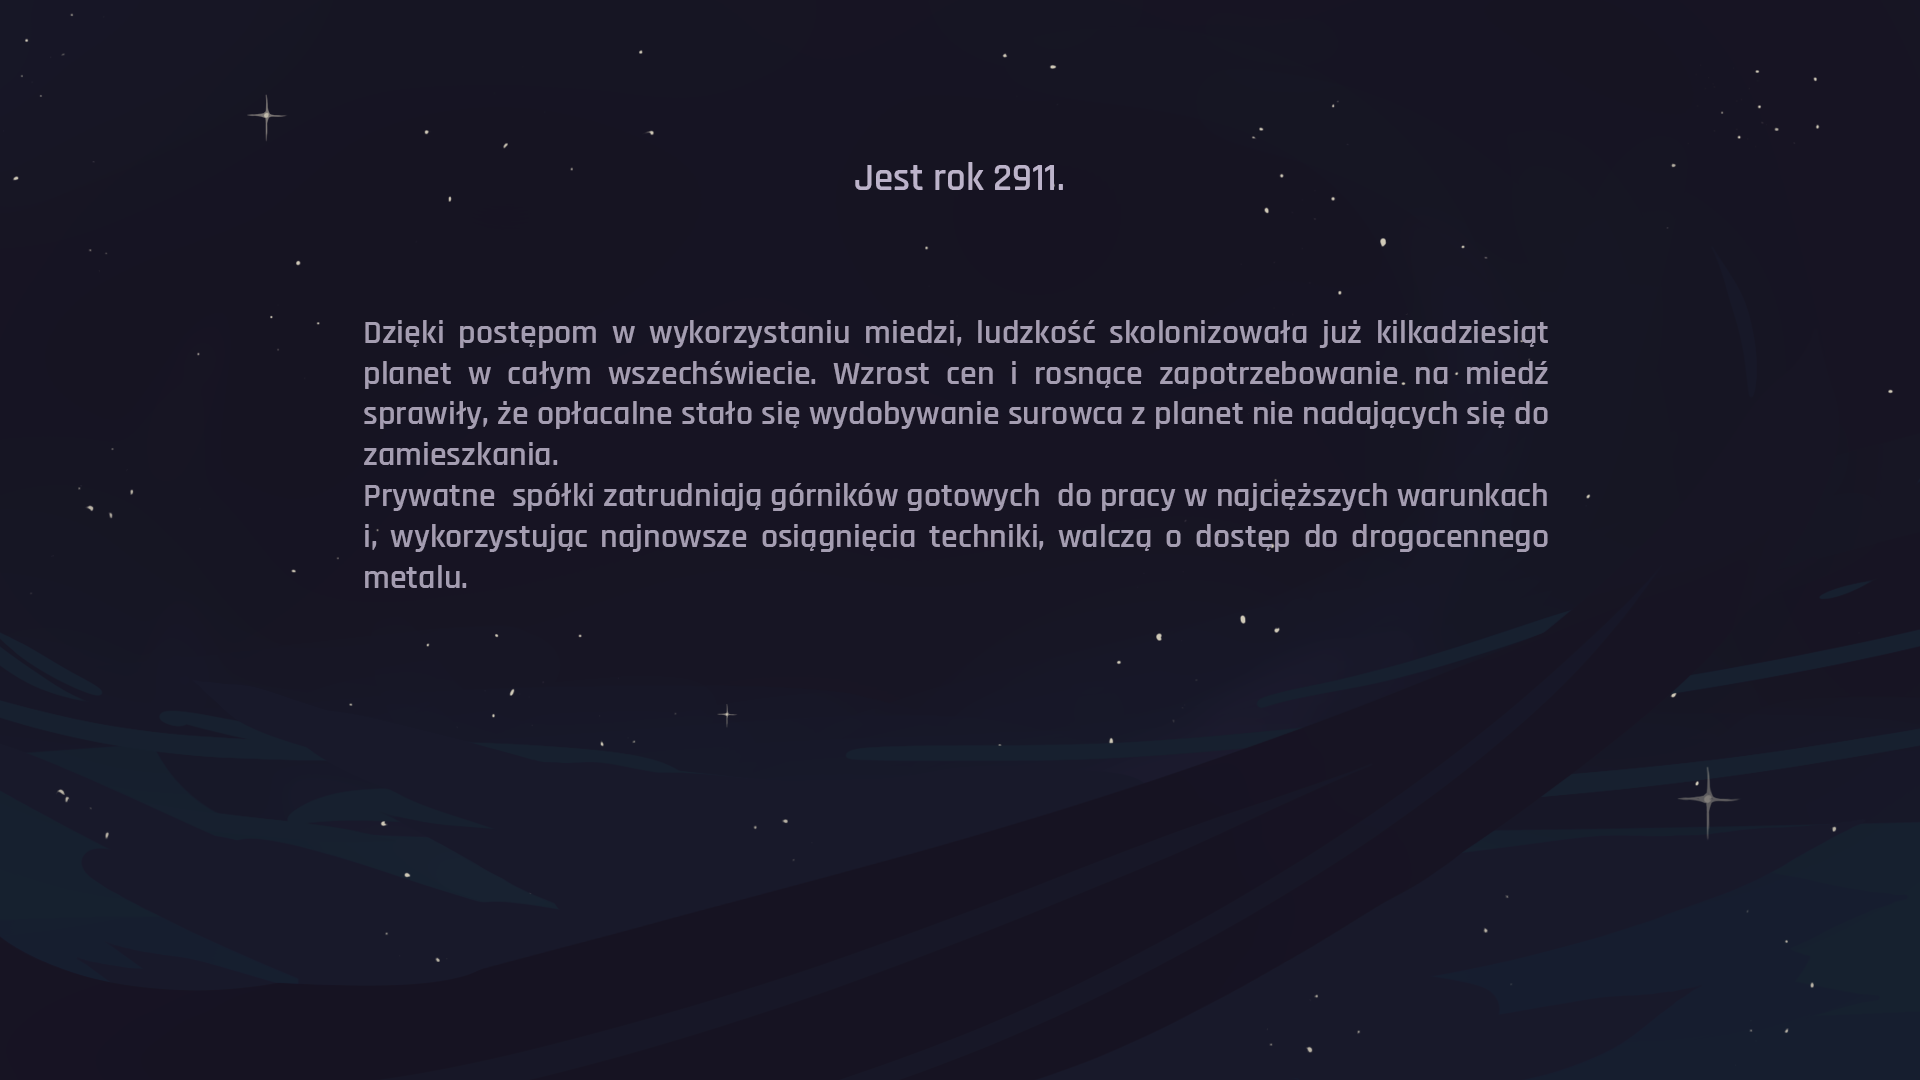 Jest rok 2911.
Dzięki postępom w wykorzystaniu miedzi, ludzkość skolonizowała już kilkadziesiąt
planet w całym wszechświecie. Wzrost cen i rosnące zapotrzebowanie na miedź
sprawiły, że opłacalne stało się wydobywanie surowca z planet nie nadających się do
zamieszkania.
Prywatne spółki zatrudniają górników gotowych do pracy w najcięższych warunkach
i, wykorzystując najnowsze osiągnięcia techniki, walczą o dostęp do drogocennego
metalu.